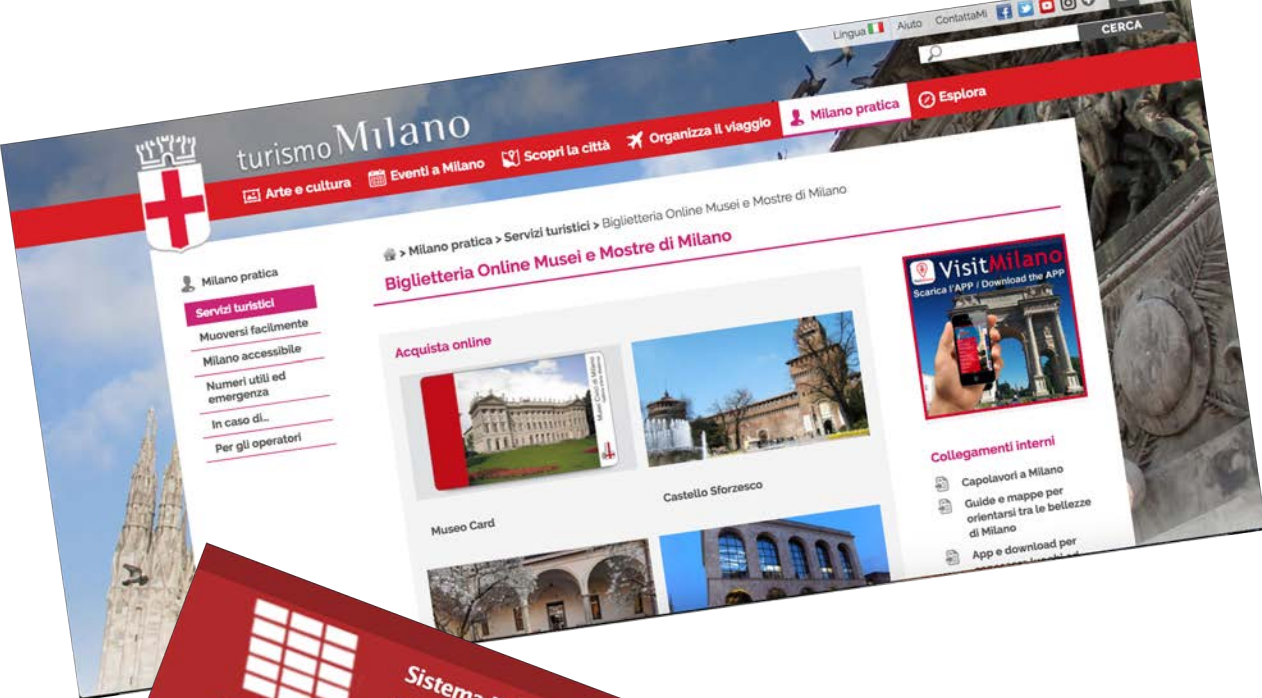 Lingua Aiuto ContattaMi
CERCA
turismo Milano
Arte e cultura Eventi a Milano Scopri la città Organizza il viaggio Milano pratica Esplora
> Milano pratica > Servizi turistici > Biglietteria Online Musei e Mostre di Milano
Biglietteria Online Musei e Mostre di Milano
Milano pratica
Servizi turistici
Muoversi facilmente
Milano accessibile
Numeri utili ed
emergenza
In caso di...
Per gli operatori
Acquista online
Musei Civici di Milano
Museo Card
Castello Sforzesco
VisitMilano
Scarica l'APP / Download the APP
Collegamenti interni
Capolavori a Milano
Guide e mappe per
orientarsi tra le bellezze
di Milano
App e download per
Sistema